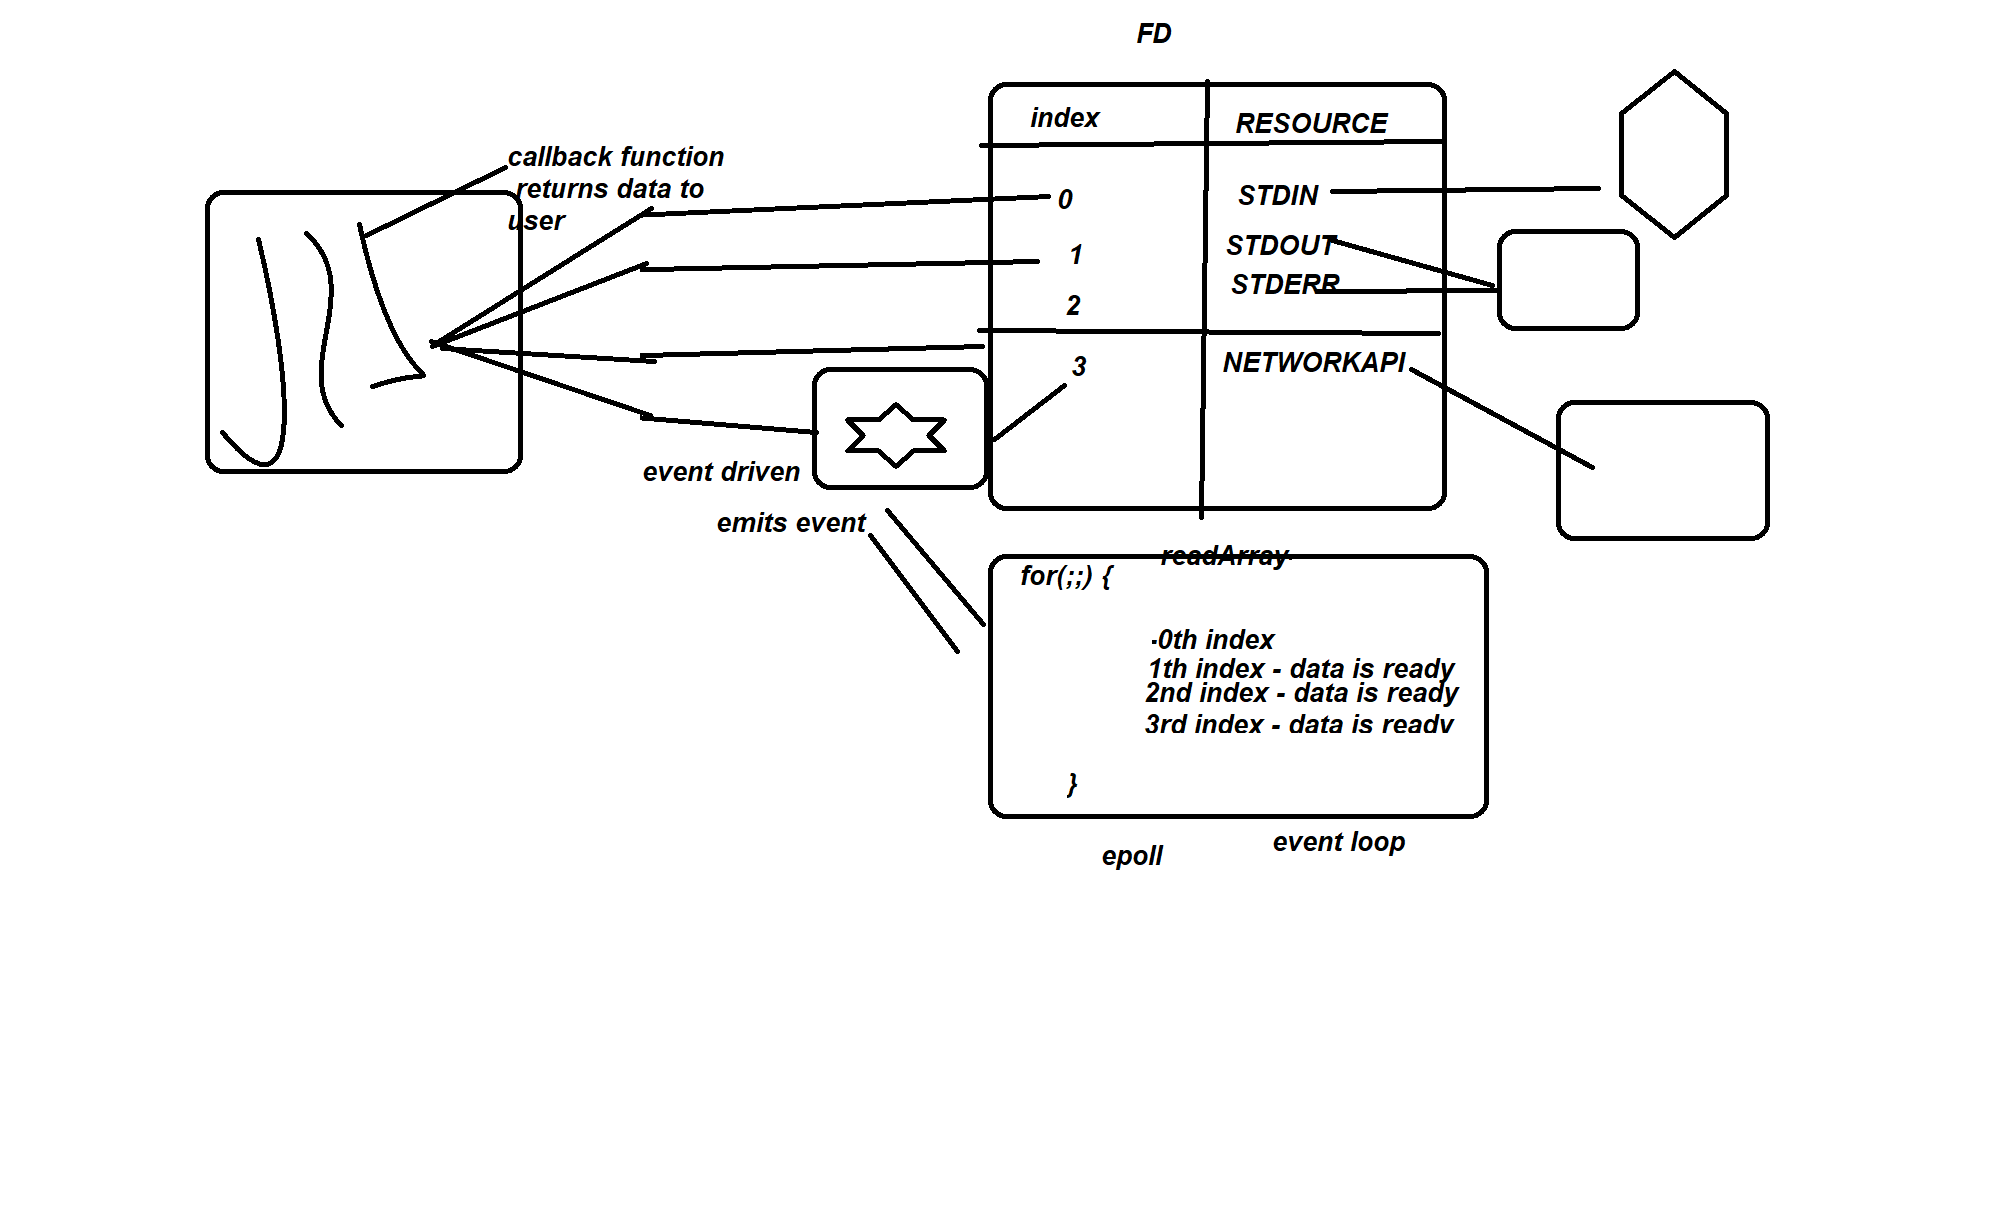 FD
index
RESOURCE
callback function
returns data to
user
0
STDIN
1
STDOUT
2
STDERR
3
NETWORKAPI
event driven
emits event
readArray
for(;;) {
-0th index
1th index - data is ready
2nd index - data is ready
3rd index - data is ready
}
epoll
event loop